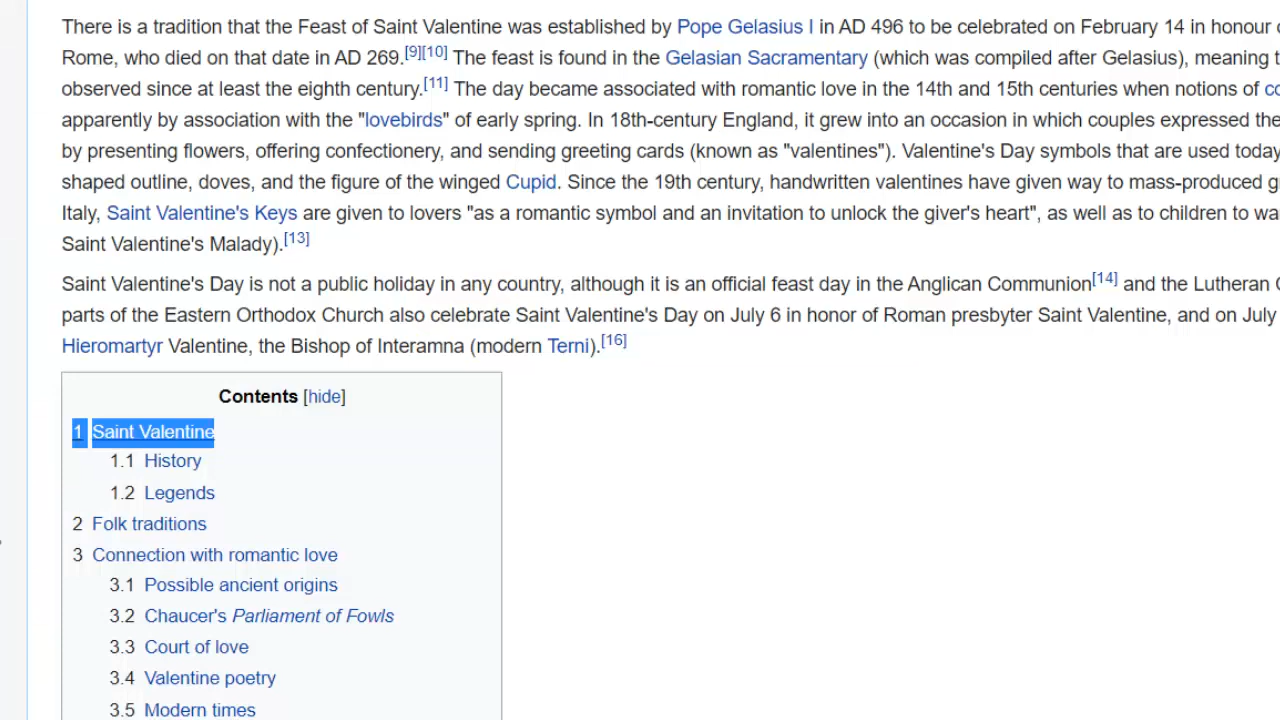 There is a tradition that the Feast of Saint Valentine was established by Pope Gelasius I in AD 496 to be celebrated on February 14 in honour
Rome, who died on that date in AD 269.[9][10] The feast is found in the Gelasian Sacramentary (which was compiled after Gelasius), meaning
observed since at least the eighth century.[11] The day became associated with romantic love in the 14th and 15th centuries when notions of
apparently by association with the "lovebirds" of early spring. In 18th-century England, it grew into an occasion in which couples expressed
by presenting flowers, offering confectionery, and sending greeting cards (known as "valentines"). Valentine's Day symbols that are used today
shaped outline, doves, and the figure of the winged Cupid. Since the 19th century, handwritten valentines have given way to mass-produced
Italy, Saint Valentine's Keys are given to lovers "as a romantic symbol and an invitation to unlock the giver's heart", as well as to children to
Saint Valentine's Malady).[13]
Saint Valentine's Day is not a public holiday in any country, although it is an official feast day in the Anglican Communion[14] and the Lutheran
parts of the Eastern Orthodox Church also celebrate Saint Valentine's Day on July 6 in honor of Roman presbyter Saint Valentine, and on July
Hieromartyr Valentine, the Bishop of Interamna (modern Terni).[16]
Contents [hide]
1 Saint Valentine
1.1 History
1.2 Legends
2 Folk traditions
3 Connection with romantic love
3.1 Possible ancient origins
3.2 Chaucer's Parliament of Fowls
3.3 Court of love
3.4 Valentine poetry
3.5 Modern times